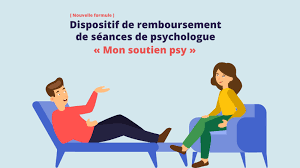 [ Nouvelle formule ]
Dispositif de remboursement
de séances de psychologue
« Mon soutien psy »